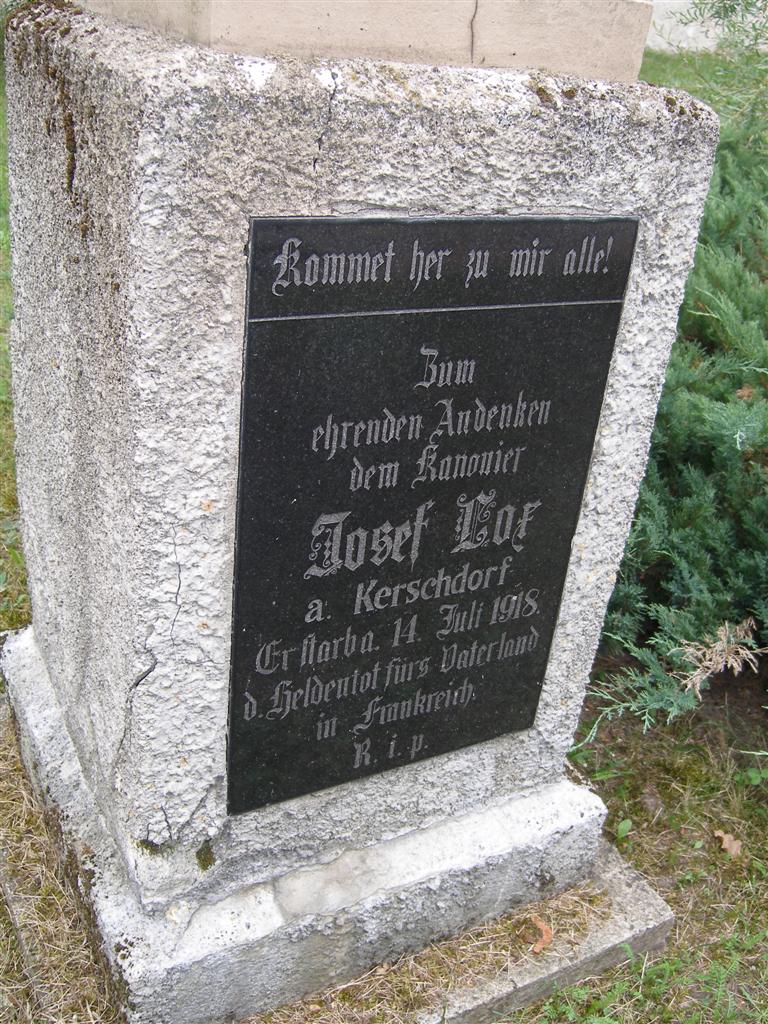 Kommet her zu mir alle!
Zum
ehrenden Andenken
dem Kanonier
Josef Lox
a. Kerschdorf
Er starb a. 14. Juli 1918
d. Heldentot fürs Vaterland
in Frankreich.
R. i. p.